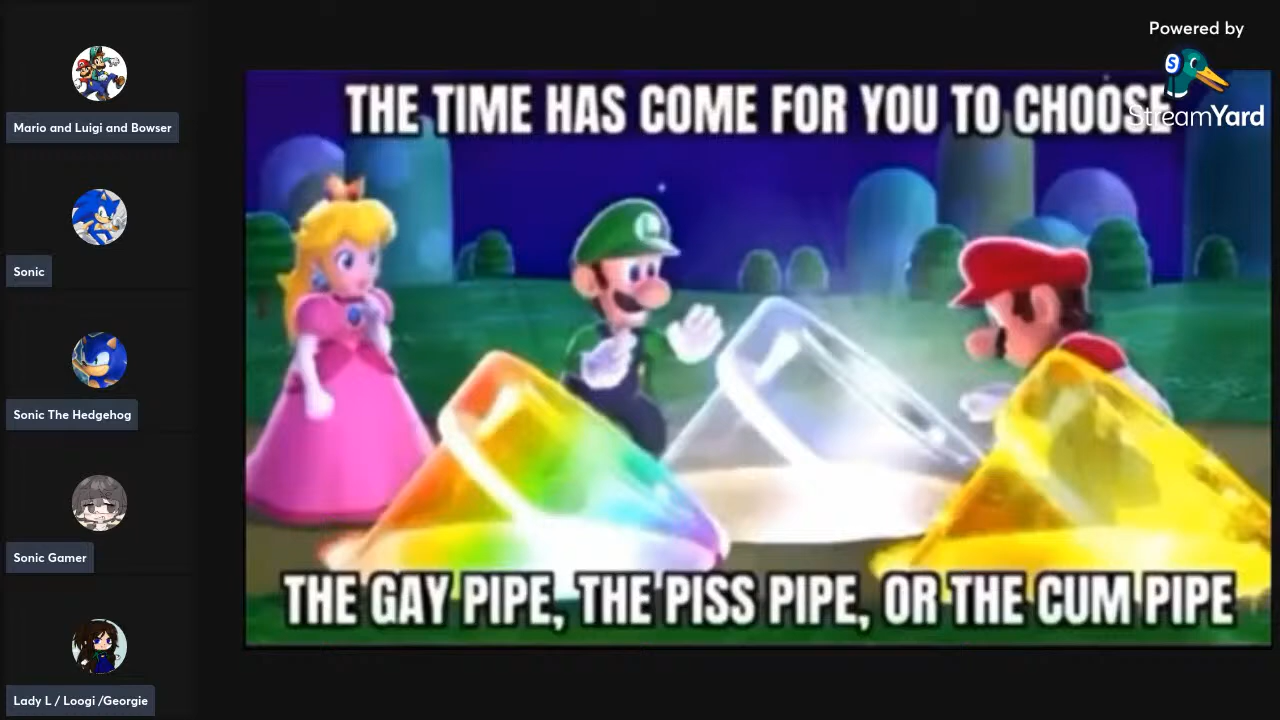 Powered by
StreamYard
Mario and Luigi and Bowser
Sonic
Sonic The Hedgehog
Sonic Gamer
Lady L / Loogi /Georgie
THE TIME HAS COME FOR YOU TO CHOOSE
THE GAY PIPE, THE PISS PIPE, OR THE CUM PIPE
L
S